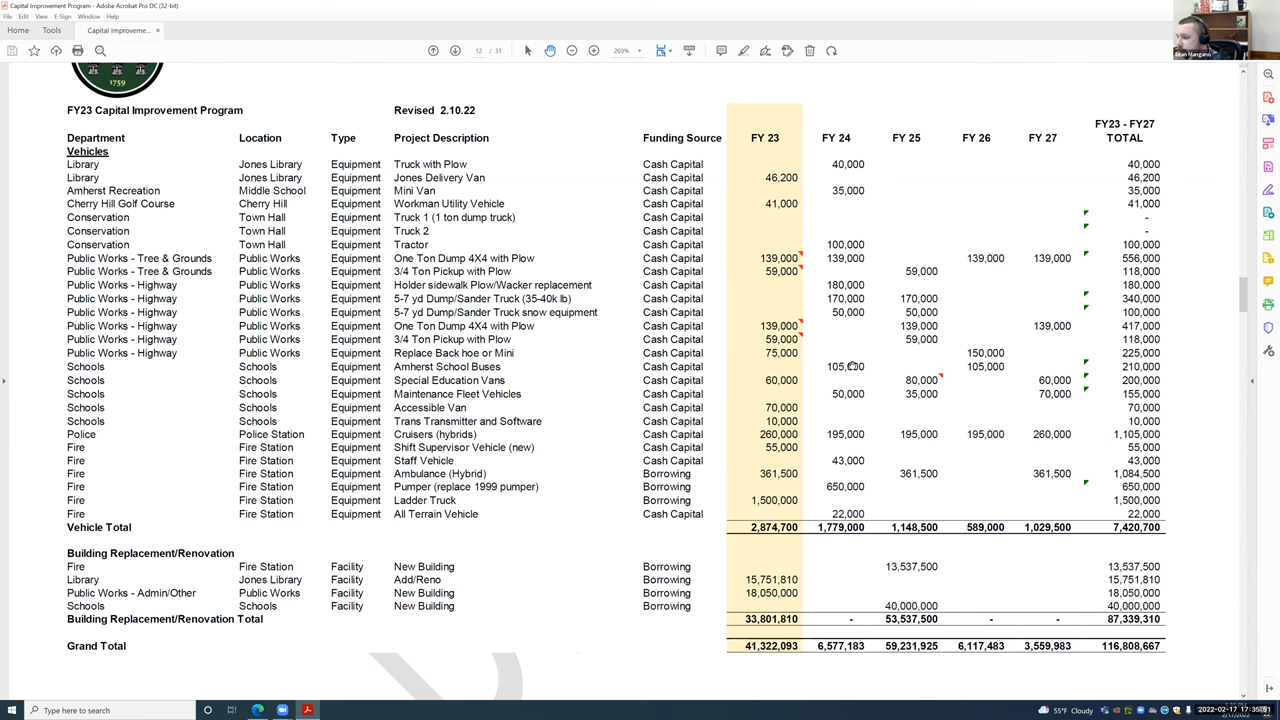 Capital Improvement Program - Adobe Acrobat Pro DC (32-bit)
File Edit View E-Sign Window Help
Home Tools Capital Improveme... ×
12 / 31 203%
Sean Mangano
1759
FY23 Capital Improvement Program Revised 2.10.22
FY23 - FY27
Department Location Type Project Description Funding Source FY 23 FY 24 FY 25 FY 26 FY 27 TOTAL
Vehicles
Library Jones Library Equipment Truck with Plow Cash Capital 40,000 40,000
Library Jones Library Equipment Jones Delivery Van Cash Capital 46,200 46,200
Amherst Recreation Middle School Equipment Mini Van Cash Capital 35,000 35,000
Cherry Hill Golf Course Cherry Hill Equipment Workman Utility Vehicle Cash Capital 41,000 41,000
Conservation Town Hall Equipment Truck 1 (1 ton dump truck) Cash Capital -
Conservation Town Hall Equipment Truck 2 Cash Capital -
Conservation Town Hall Equipment Tractor Cash Capital 100,000 100,000
Public Works - Tree & Grounds Public Works Equipment One Ton Dump 4X4 with Plow Cash Capital 139,000 139,000 139,000 139,000 556,000
Public Works - Tree & Grounds Public Works Equipment 3/4 Ton Pickup with Plow Cash Capital 59,000 59,000 118,000
Public Works - Highway Public Works Equipment Holder sidewalk Plow/Wacker replacement Cash Capital 180,000 180,000
Public Works - Highway Public Works Equipment 5-7 yd Dump/Sander Truck (35-40k lb) Cash Capital 170,000 170,000 340,000
Public Works - Highway Public Works Equipment 5-7 yd Dump/Sander Truck snow equipment Cash Capital 50,000 50,000 100,000
Public Works - Highway Public Works Equipment One Ton Dump 4X4 with Plow Cash Capital 139,000 139,000 139,000 417,000
Public Works - Highway Public Works Equipment 3/4 Ton Pickup with Plow Cash Capital 59,000 59,000 118,000
Public Works - Highway Public Works Equipment Replace Back hoe or Mini Cash Capital 75,000 150,000 225,000
Schools Schools Equipment Amherst School Buses Cash Capital 105,000 105,000 210,000
Schools Schools Equipment Special Education Vans Cash Capital 60,000 80,000 60,000 200,000
Schools Schools Equipment Maintenance Fleet Vehicles Cash Capital 50,000 35,000 70,000 155,000
Schools Schools Equipment Accessible Van Cash Capital 70,000 70,000
Schools Schools Equipment Trans Transmitter and Software Cash Capital 10,000 10,000
Police Police Station Equipment Cruisers (hybrids) Cash Capital 260,000 195,000 195,000 195,000 260,000 1,105,000
Fire Fire Station Equipment Shift Supervisor Vehicle (new) Cash Capital 55,000 55,000
Fire Fire Station Equipment Staff Vehicle Cash Capital 43,000 43,000
Fire Fire Station Equipment Ambulance (Hybrid) Borrowing 361,500 361,500 361,500 1,084,500
Fire Fire Station Equipment Pumper (replace 1999 pumper) Borrowing 650,000 650,000
Fire Fire Station Equipment Ladder Truck Borrowing 1,500,000 1,500,000
Fire Fire Station Equipment All Terrain Vehicle Cash Capital 22,000 22,000
Vehicle Total 2,874,700 1,779,000 1,148,500 589,000 1,029,500 7,420,700
Building Replacement/Renovation
Fire Fire Station Facility New Building Borrowing 13,537,500 13,537,500
Library Jones Library Facility Add/Reno Borrowing 15,751,810 15,751,810
Public Works - Admin/Other Public Works Facility New Building Borrowing 18,050,000 18,050,000
Schools Schools Facility New Building Borrowing 40,000,000 40,000,000
Building Replacement/Renovation Total 33,801,810 - 53,537,500 - - 87,339,310
Grand Total 41,322,093 6,577,183 59,231,925 6,117,483 3,559,983 116,808,667
Type here to search 55°F Cloudy 2022-02-17 17:35:51